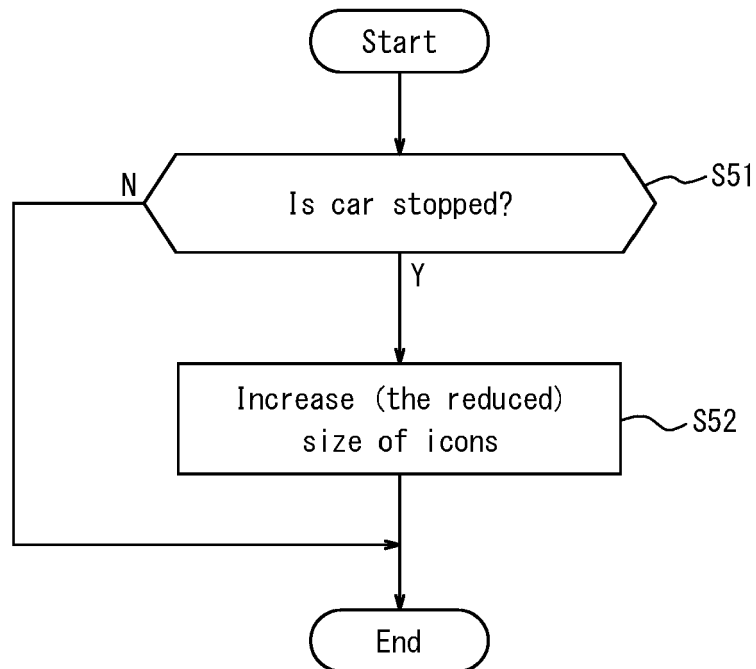 Start
N
Is car stopped?
S51
Y
Increase (the reduced)
size of icons
S52
End